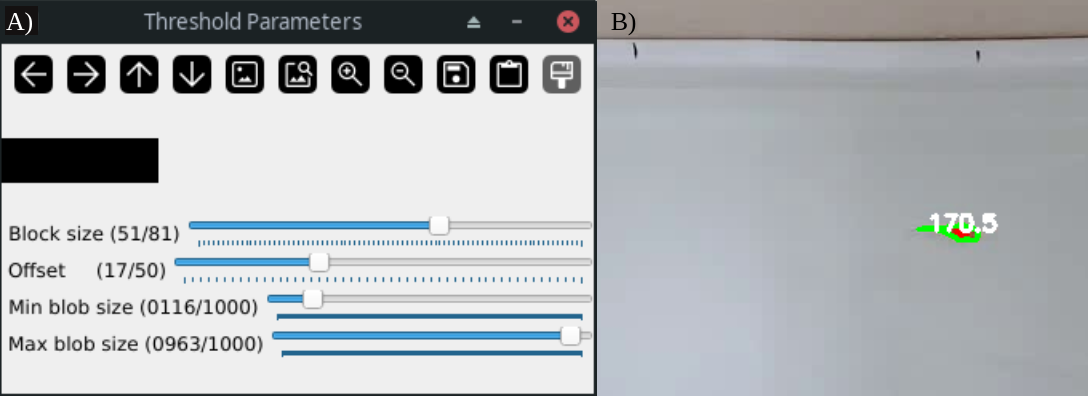 A)
Threshold Parameters
Block size (51/81)
Offset (17/50)
Min blob size (0116/1000)
Max blob size (0963/1000)
B)
170.5